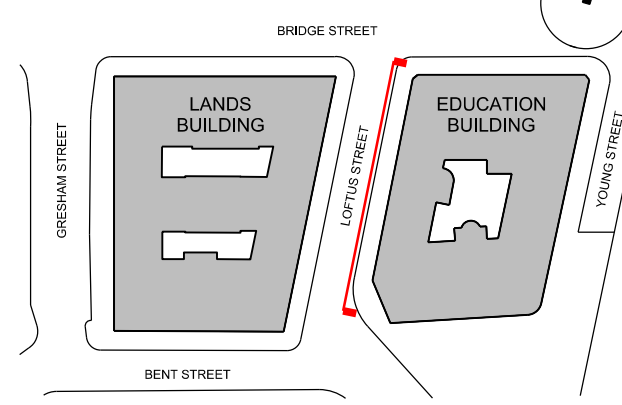 BRIDGE STREET
LANDS
BUILDING
EDUCATION
BUILDING
GRESHAM STREET
LOFTUS STREET
YOUNG STREET
BENT STREET